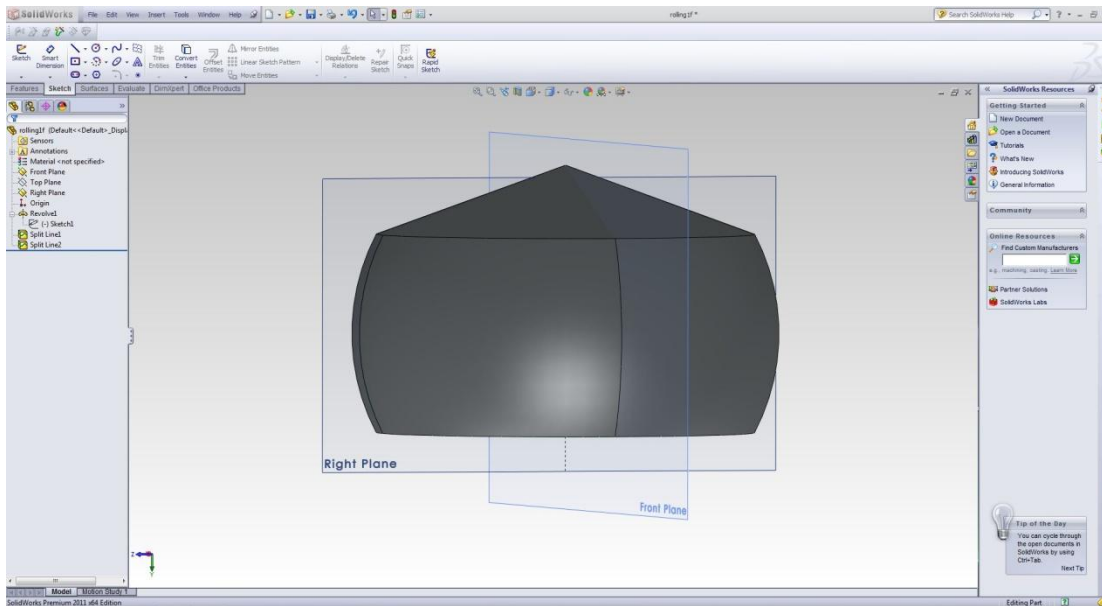 SolidWorks File Edit View Insert Tools Window Help rolling1f * Search SolidWorks Help
Sketch Smart Dimension Trim Entities Convert Entities Offset Entities Mirror Entities Linear Sketch Pattern Move Entities Display/Delete Relations Repair Sketch Quick Snaps Rapid Sketch
Features Sketch Surfaces Evaluate DimXpert Office Products
rolling1f (Default<<Default>_Displ
Sensors
Annotations
Material <not specified>
Front Plane
Top Plane
Right Plane
Origin
Revolve1
(-) Sketch1
Split Line1
Split Line2
Right Plane
Front Plane
Z
Y
SolidWorks Resources
Getting Started
New Document
Open a Document
Tutorials
What's New
Introducing SolidWorks
General Information
Community
Online Resources
Find Custom Manufacturers
e.g., machining, casting. Learn More
Partner Solutions
SolidWorks Labs
Tip of the Day
You can cycle through
the open documents in
SolidWorks by using
Ctrl+Tab.
Next Tip
Model Motion Study 1
SolidWorks Premium 2011 x64 Edition Editing Part